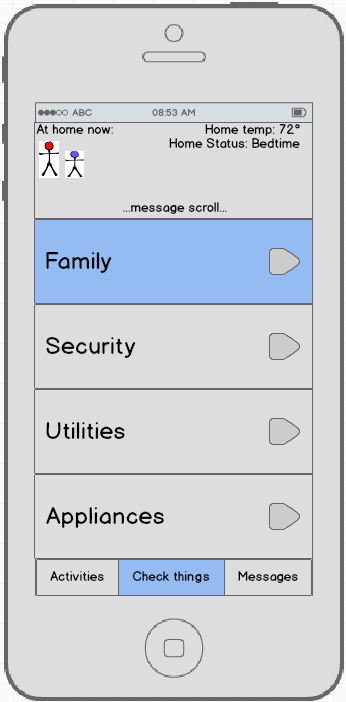 ABC 08:53 AM
At home now: Home temp: 72°
Home Status: Bedtime
...message scroll...
Family
Security
Utilities
Appliances
Activities Check things Messages